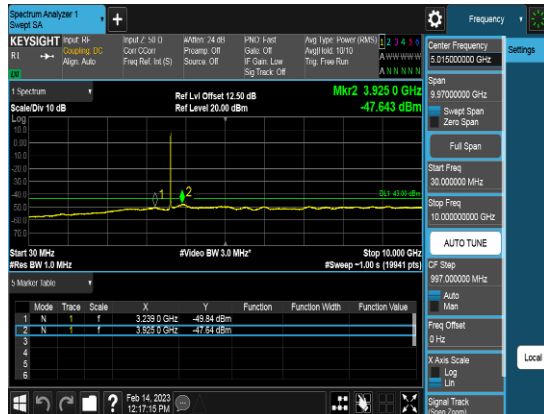 Spectrum Analyzer 1
Swept SA
+
Frequency
KEYSIGHT
Input: RF
Coupling: DC
Align: Auto
Input Z: 50 Ω
Corr CCorr
Freq Ref: Int (S)
#Atten: 24 dB
Preamp: Off
Source: Off
PNO: Fast
Gate: Off
IF Gain: Low
Sig Track: Off
Avg Type: Power (RMS)
Avg|Hold: 10/10
Trig: Free Run
1 2 3 4 5 6
A W W W W W
A N N N N N
1 Spectrum
Scale/Div 10 dB
Ref Lvl Offset 12.50 dB
Ref Level 20.00 dBm
Mkr2 3.925 0 GHz
-47.643 dBm
Log
10.0
0.00
-10.0
-20.0
-30.0
-40.0
-50.0
-60.0
-70.0
1
2
DL1 -43.00 dBm
Start 30 MHz
#Res BW 1.0 MHz
#Video BW 3.0 MHz*
Stop 10.000 GHz
#Sweep ~1.00 s (19941 pts)
5 Marker Table
Mode Trace Scale X Y Function Function Width Function Value
1 N 1 f 3.239 0 GHz -49.84 dBm
2 N 1 f 3.925 0 GHz -47.64 dBm
3
4
5
6
Feb 14, 2023
12:17:15 PM
Center Frequency
5.015000000 GHz
Settings
Span
9.97000000 GHz
Swept Span
Zero Span
Full Span
Start Freq
30.000000 MHz
Stop Freq
10.000000000 GHz
AUTO TUNE
CF Step
997.000000 MHz
Auto
Man
Freq Offset
0 Hz
X Axis Scale
Log
Lin
Local
Signal Track
(Span Zoom)